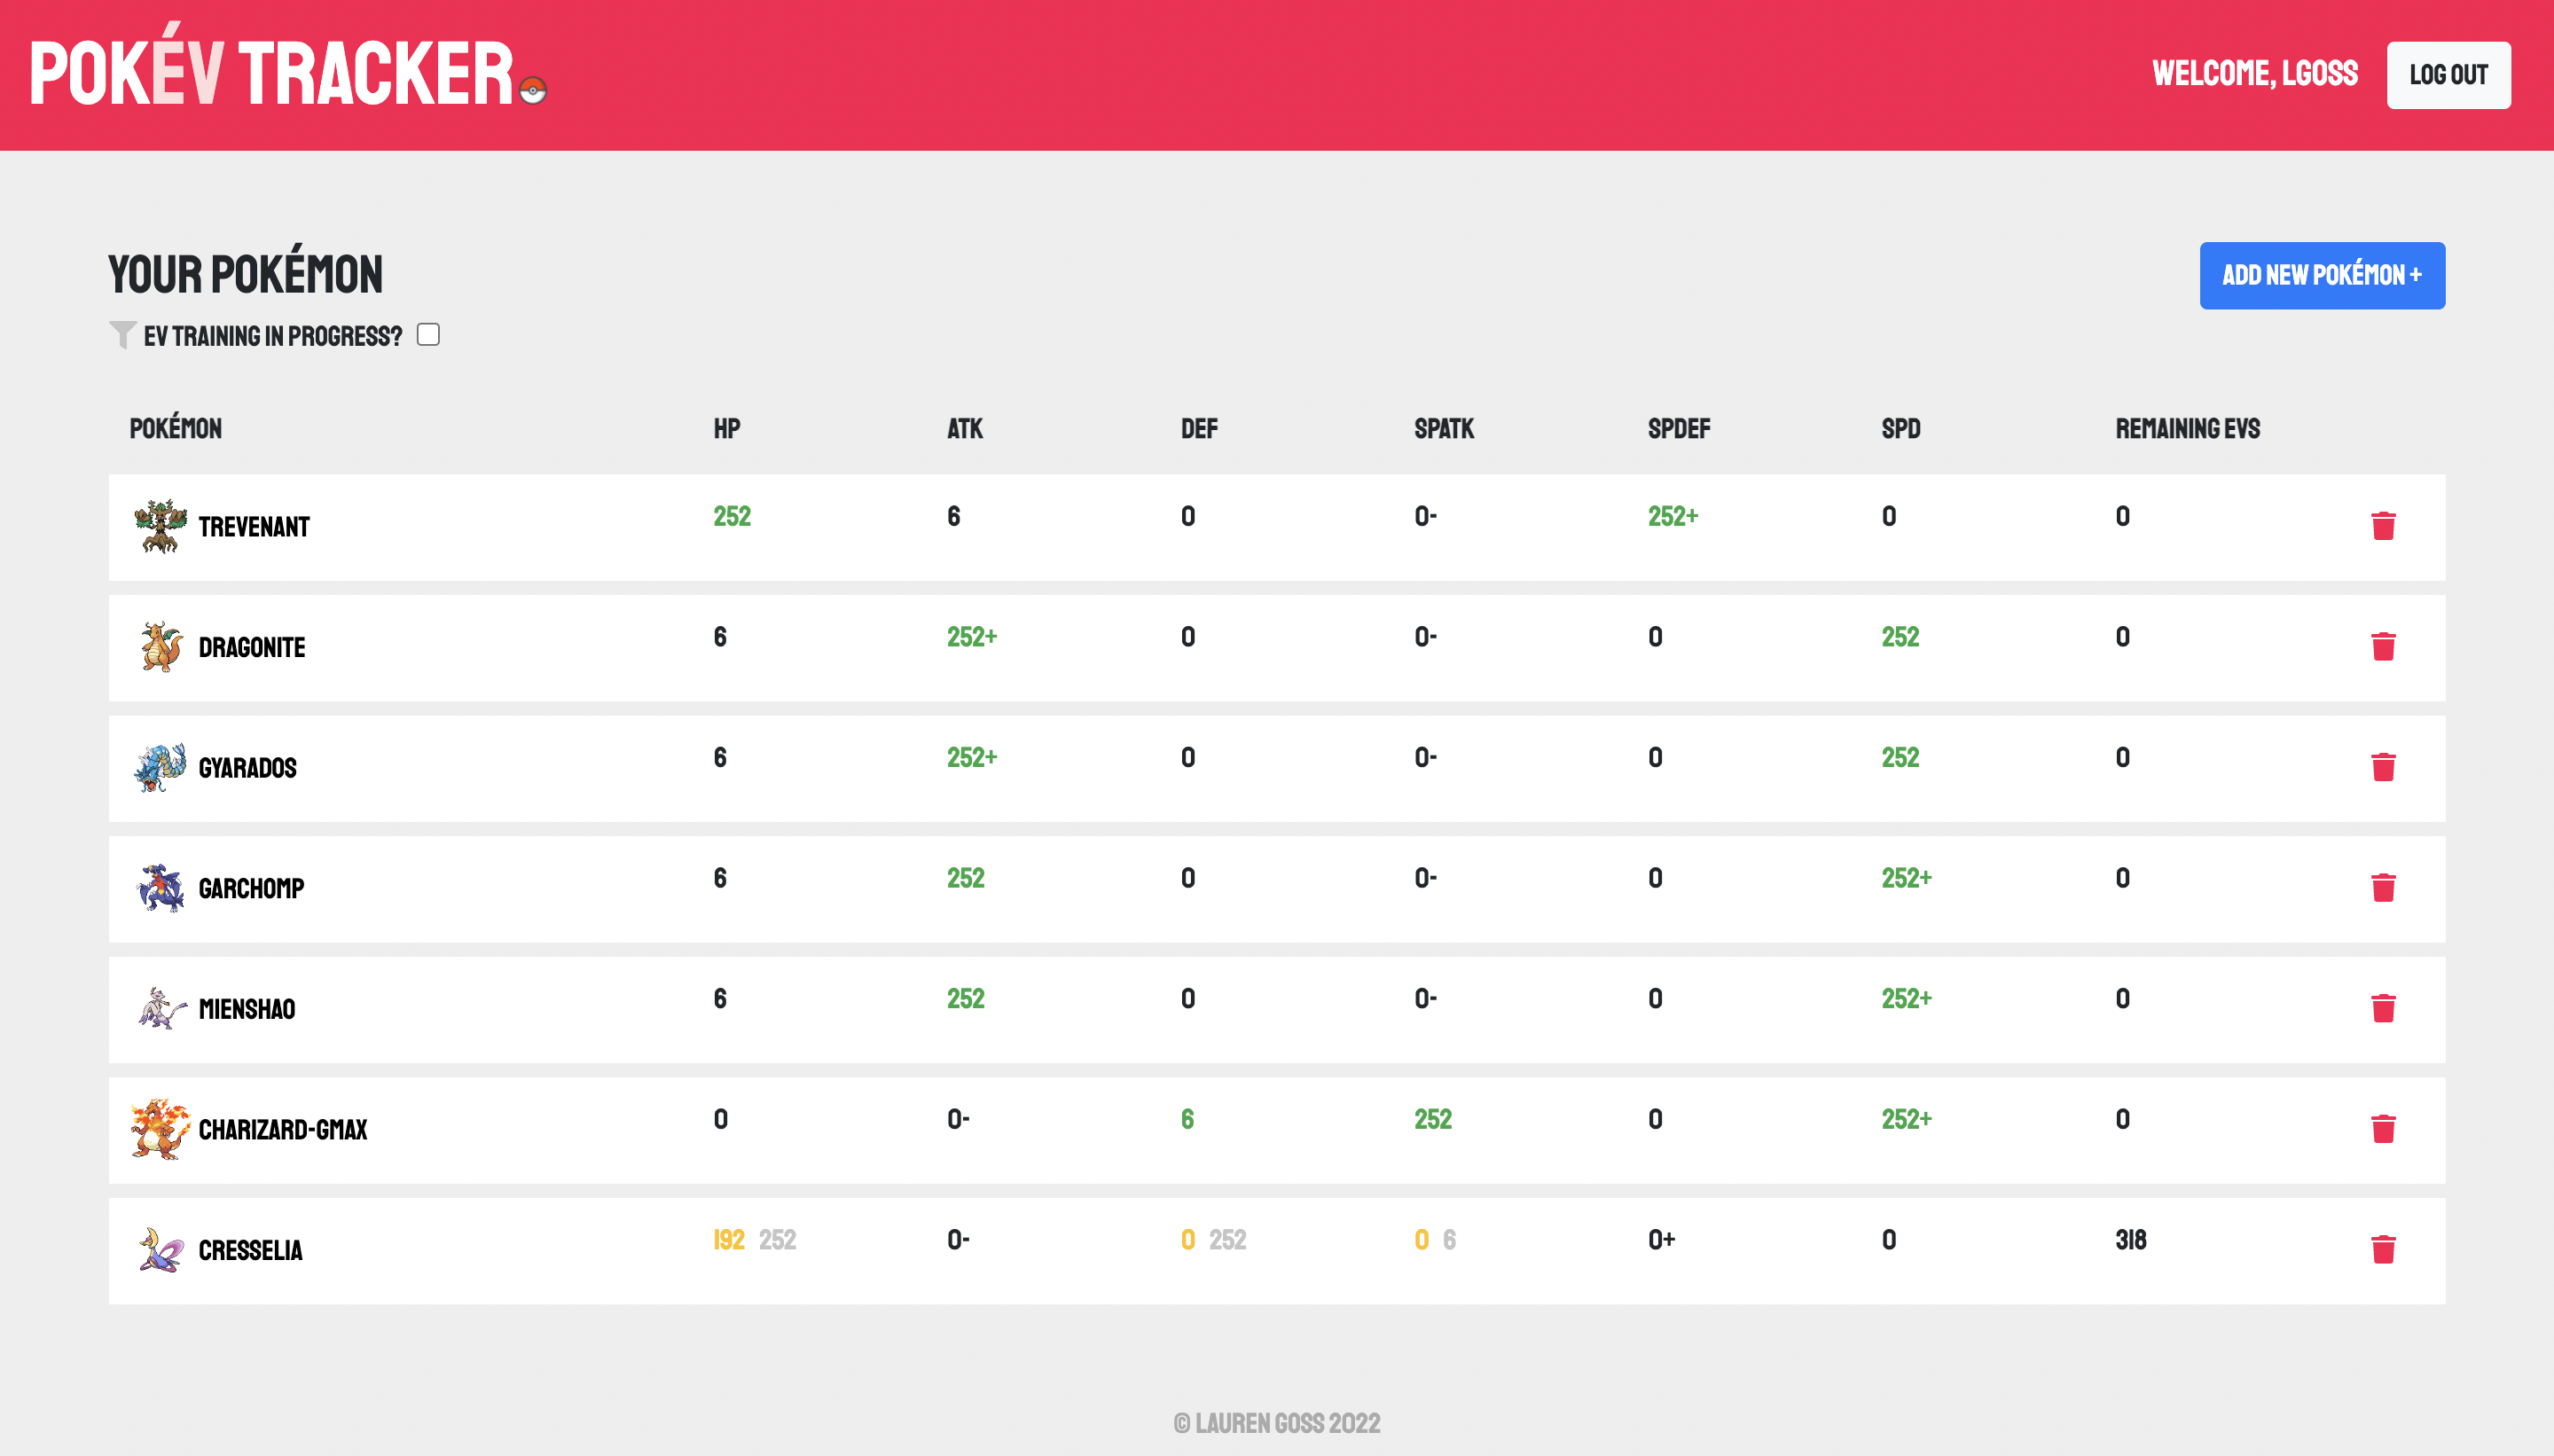 POKÉV TRACKER
WELCOME, LGOSS
LOG OUT
YOUR POKÉMON
ADD NEW POKÉMON +
EV TRAINING IN PROGRESS?
POKÉMON HP ATK DEF SPATK SPDEF SPD REMAINING EVS
TREVENANT 252 6 0 0- 252+ 0 0
DRAGONITE 6 252+ 0 0- 0 252 0
GYARADOS 6 252+ 0 0- 0 252 0
GARCHOMP 6 252 0 0- 0 252+ 0
MIENSHAO 6 252 0 0- 0 252+ 0
CHARIZARD-GMAX 0 0- 6 252 0 252+ 0
CRESSELIA 192 252 0- 0 252 0 6 0+ 0 318
© LAUREN GOSS 2022